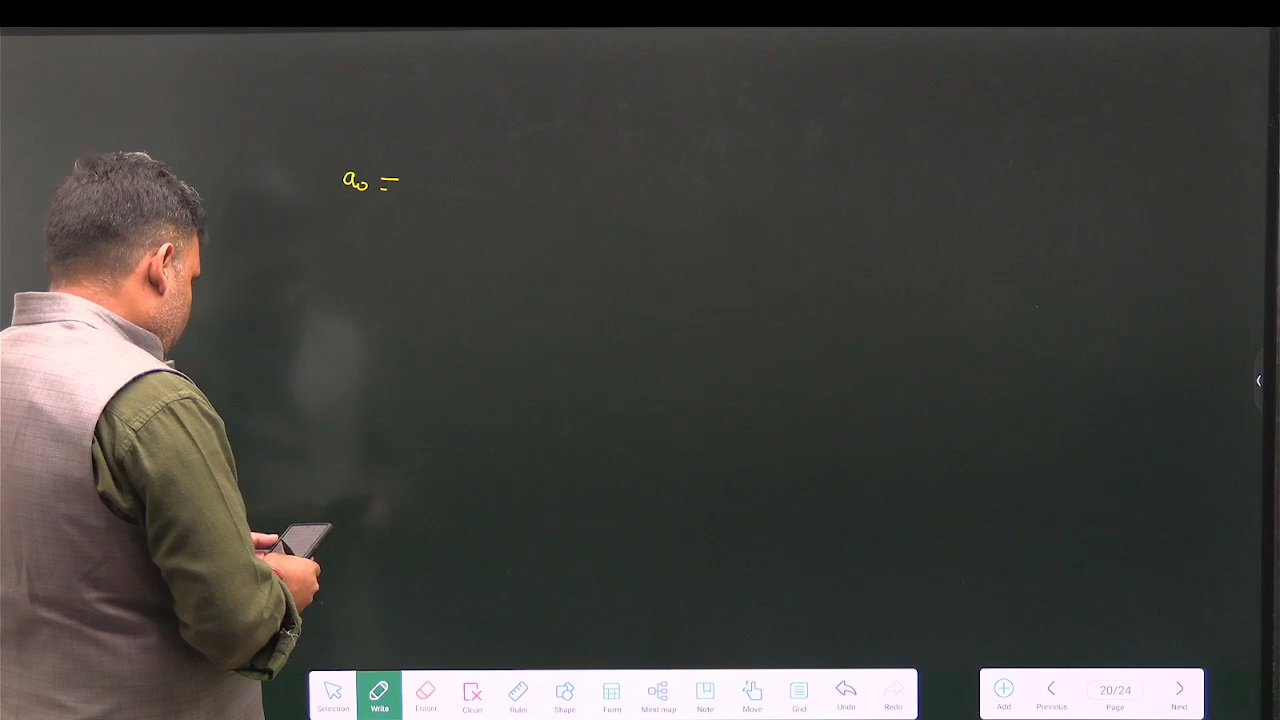 a₀ =
Selection Write Eraser Clean Ruler Shape Form Mind map Note Move Grid Undo Redo
Add Previous 20/24 Page Next